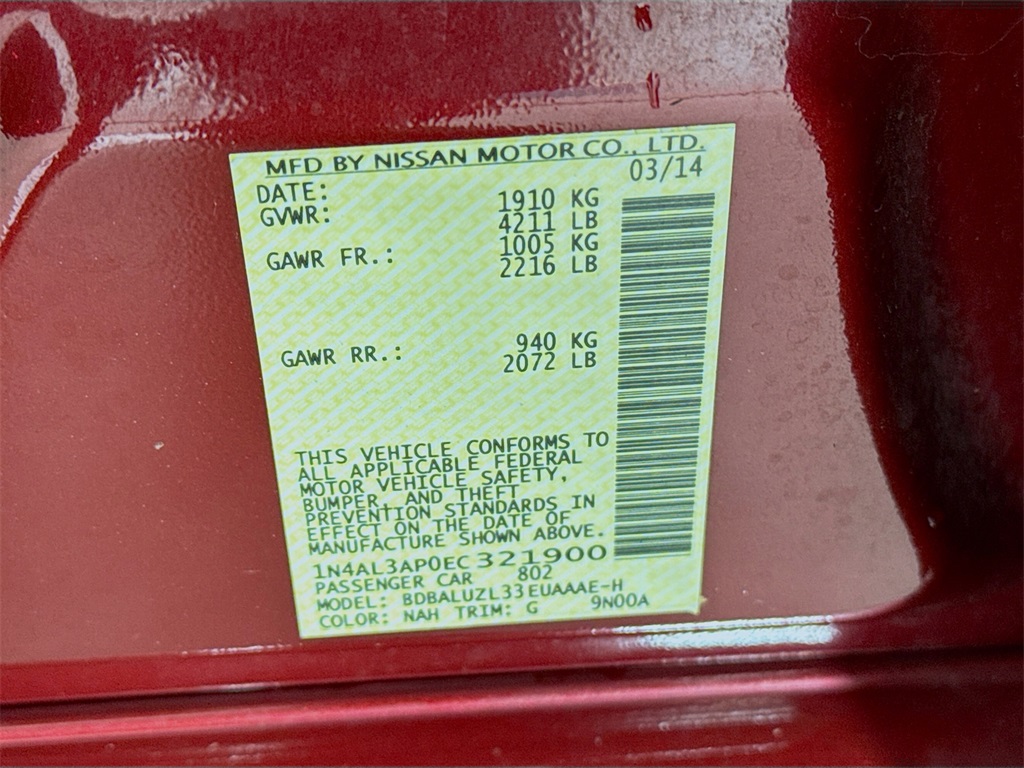 MFD BY NISSAN MOTOR CO., LTD.
DATE: 03/14
GVWR: 1910 KG
4211 LB
GAWR FR.: 1005 KG
2216 LB
GAWR RR.: 940 KG
2072 LB
THIS VEHICLE CONFORMS TO
ALL APPLICABLE FEDERAL
MOTOR VEHICLE SAFETY,
BUMPER, AND THEFT
PREVENTION STANDARDS IN
EFFECT ON THE DATE OF
MANUFACTURE SHOWN ABOVE.
1N4AL3AP0EC321900
PASSENGER CAR 802
MODEL: BDBALUZL33EUAAAE-H
COLOR: NAH TRIM: G 9N00A